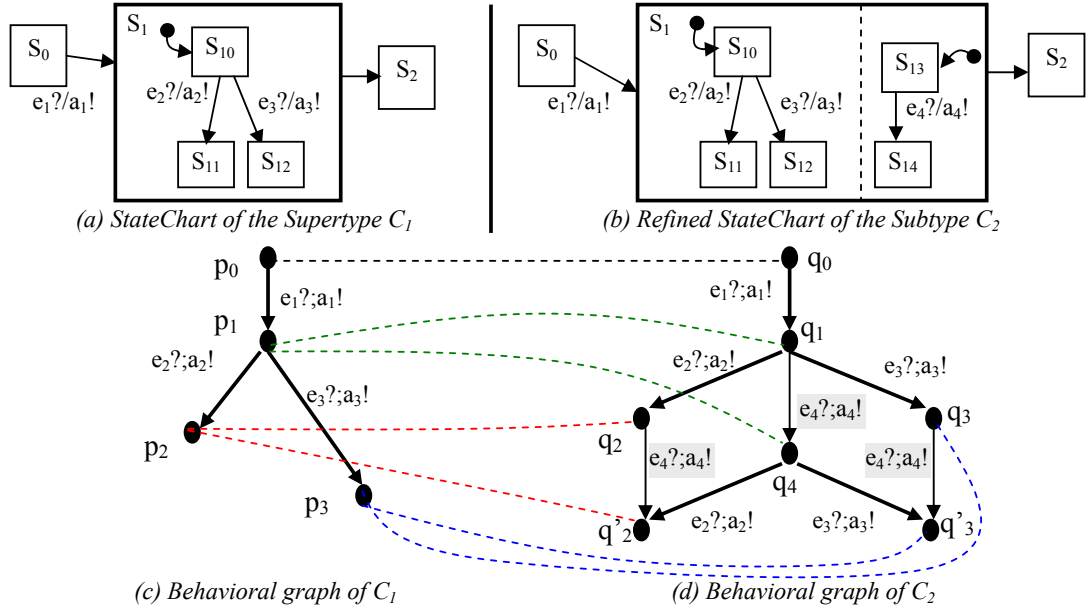 S₁
S₀
S₁₀
S₂
e₁?/a₁!
e₂?/a₂!
e₃?/a₃!
S₁₁
S₁₂
(a) StateChart of the Supertype C₁
S₁
S₀
S₁₀
S₁₃
S₂
e₁?/a₁!
e₂?/a₂!
e₃?/a₃!
e₄?/a₄!
S₁₁
S₁₂
S₁₄
(b) Refined StateChart of the Subtype C₂
p₀
e₁?;a₁!
p₁
e₂?;a₂!
e₃?;a₃!
p₂
p₃
(c) Behavioral graph of C₁
q₀
e₁?;a₁!
q₁
e₂?;a₂!
e₃?;a₃!
e₄?;a₄!
q₂
q₃
e₄?;a₄!
e₄?;a₄!
q₄
e₂?;a₂!
e₃?;a₃!
q’₂
q’₃
(d) Behavioral graph of C₂